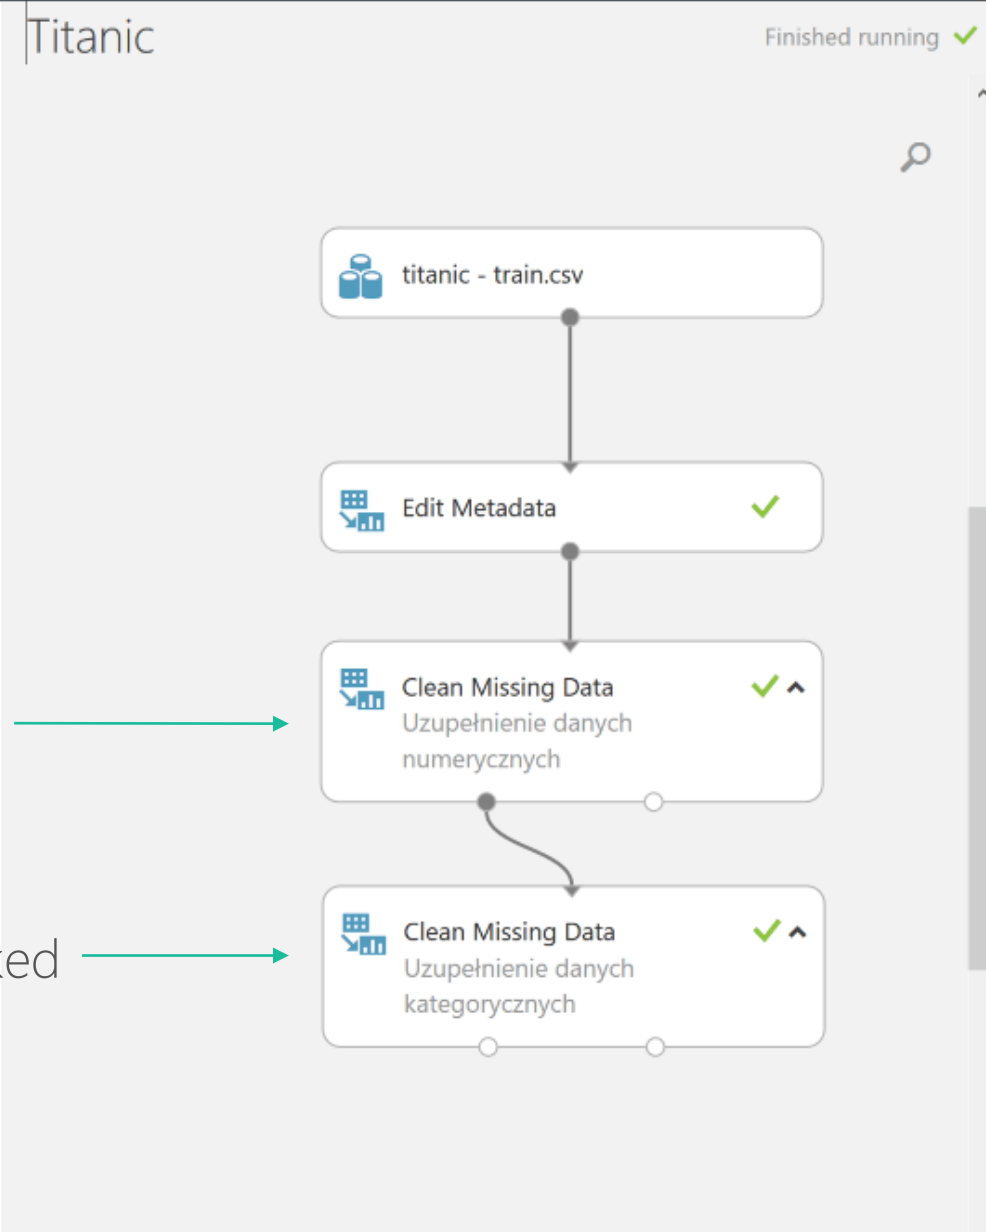 Titanic
Finished running
titanic - train.csv
Edit Metadata
Clean Missing Data
Uzupełnienie danych
numerycznych
Clean Missing Data
Uzupełnienie danych
kategorycznych